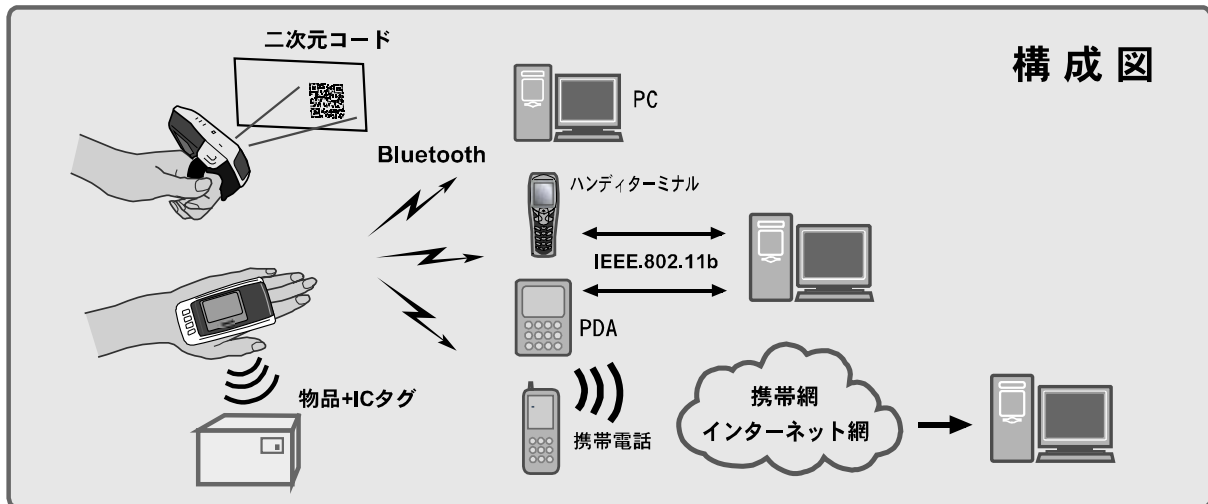 構成図
二次元コード
PC
Bluetooth
ハンディターミナル
IEEE.802.11b
PDA
物品+ICタグ
携帯電話
携帯網
インターネット網